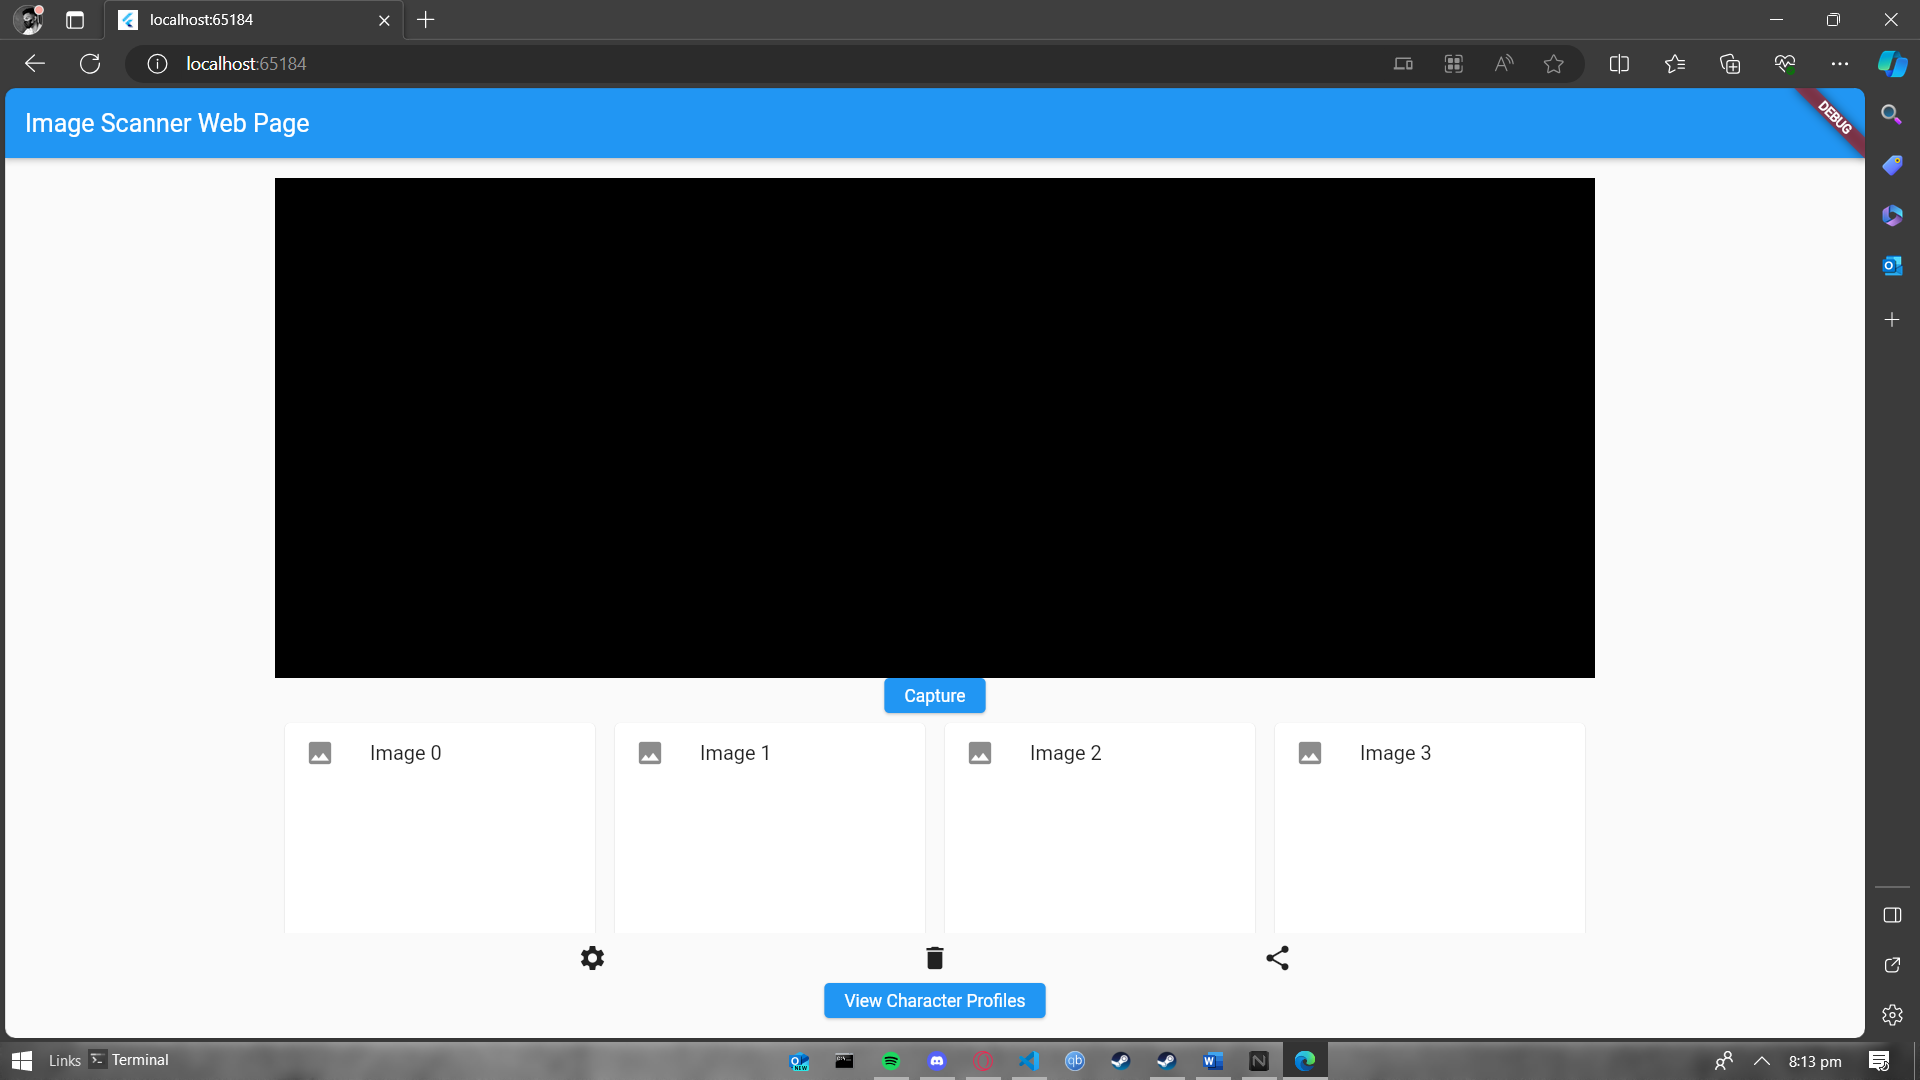 localhost:65184
localhost:65184
Image Scanner Web Page
DEBUG
Capture
Image 0
Image 1
Image 2
Image 3
View Character Profiles
Links
Terminal
8:13 pm